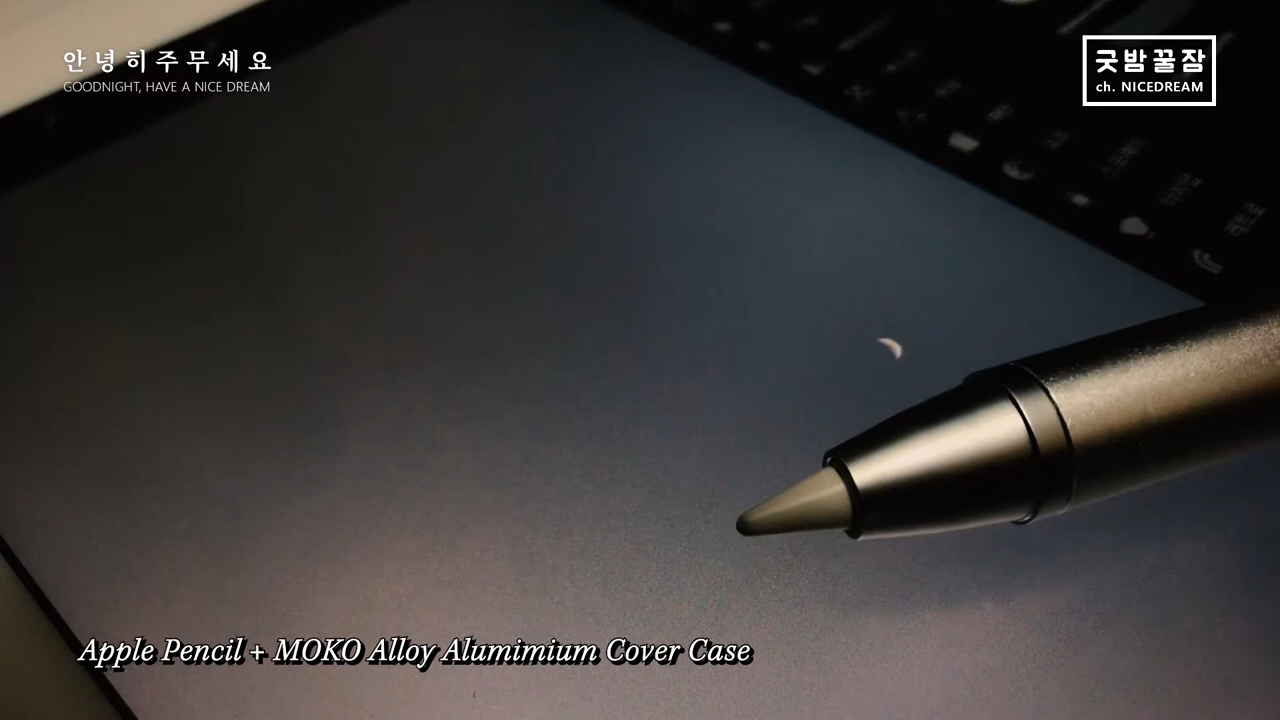 안녕히주무세요
GOODNIGHT, HAVE A NICE DREAM
굿밤꿀잠
ch. NICEDREAM
Apple Pencil + MOKO Alloy Alumimium Cover Case